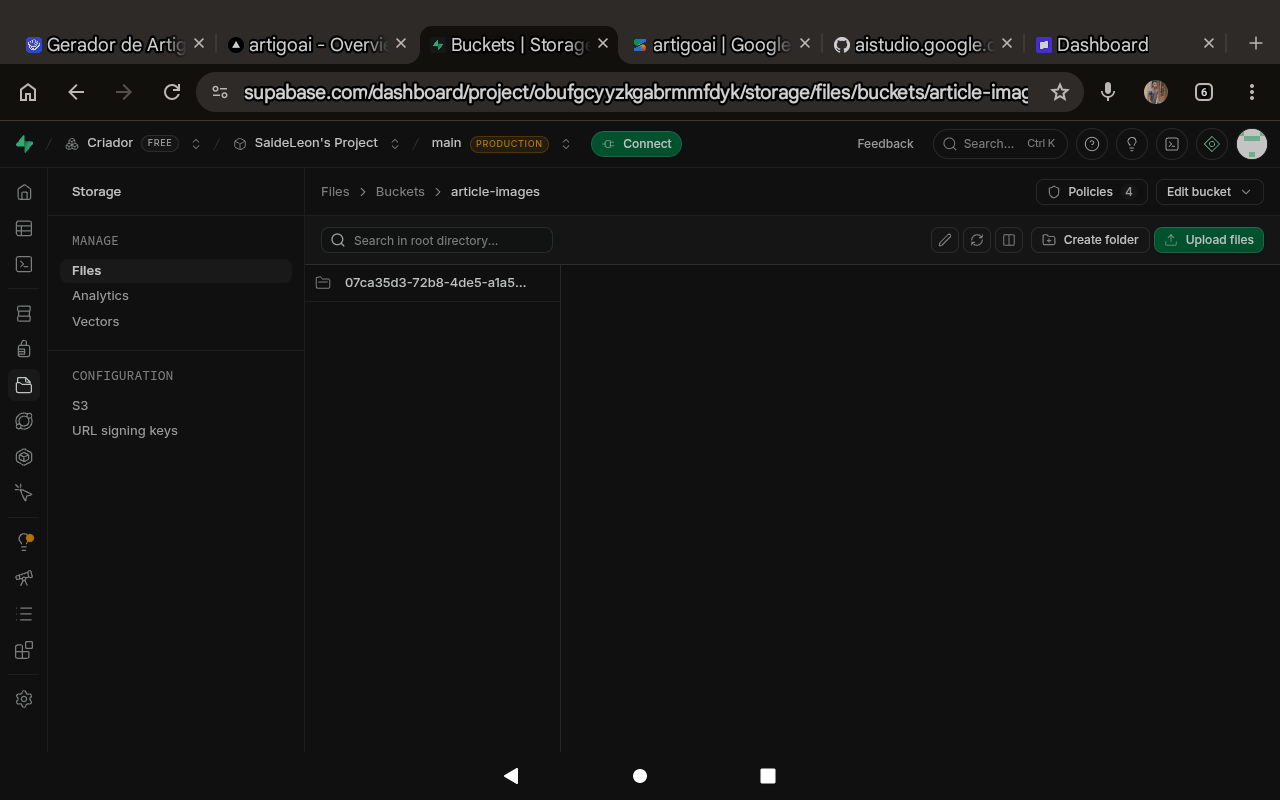 Gerador de Artig
artigoai - Overvie
Buckets | Storage
artigoai | Google
aistudio.google.c
Dashboard
supabase.com/dashboard/project/obufgcyyzkgabrmmfdyk/storage/files/buckets/article-imag
6
Criador FREE
SaideLeon's Project
main PRODUCTION
Connect
Feedback
Search... Ctrl K
Storage
Files > Buckets > article-images
Policies 4
Edit bucket
MANAGE
Search in root directory...
Create folder
Upload files
Files
07ca35d3-72b8-4de5-a1a5...
Analytics
Vectors
CONFIGURATION
S3
URL signing keys